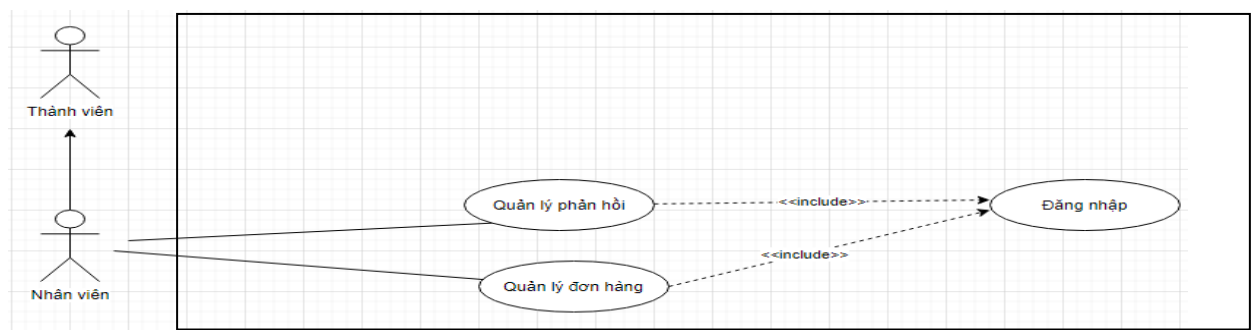 Thành viên
Quản lý phản hồi
<<include>>
Đăng nhập
<<include>>
Quản lý đơn hàng
Nhân viên